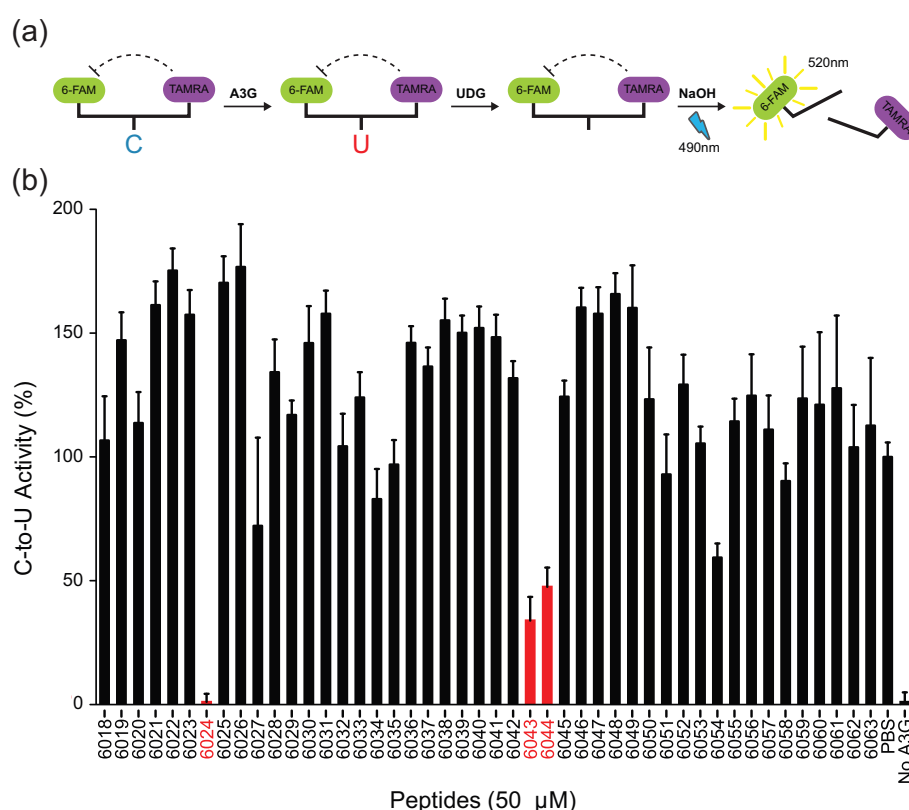 (a)
6-FAM TAMRA A3G 6-FAM TAMRA UDG 6-FAM TAMRA NaOH 6-FAM 520nm TAMRA
C U 490nm
(b)
C-to-U Activity (%)
200
150
100
50
0
6018 6019 6020 6021 6022 6023 6024 6025 6026 6027 6028 6029 6030 6031 6032 6033 6034 6035 6036 6037 6038 6039 6040 6041 6042 6043 6044 6045 6046 6047 6048 6049 6050 6051 6052 6053 6054 6055 6056 6057 6058 6059 6060 6061 6062 6063 PBS No A3G
Peptides (50 µM)